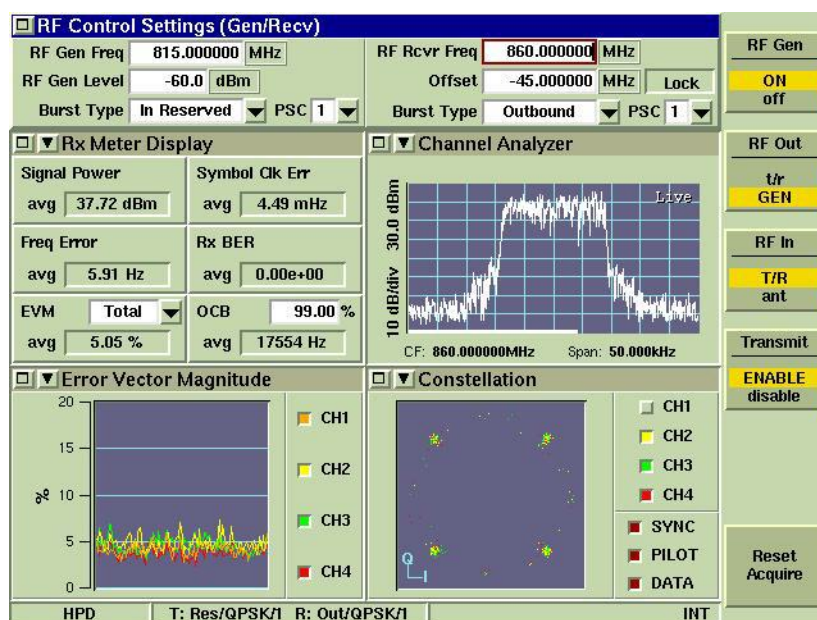 RF Control Settings (Gen/Recv)
RF Gen Freq 815.000000 MHz
RF Gen Level -60.0 dBm
Burst Type In Reserved PSC 1
RF Rcvr Freq 860.000000 MHz
Offset -45.000000 MHz Lock
Burst Type Outbound PSC 1
Rx Meter Display
Signal Power
avg 37.72 dBm
Symbol Clk Err
avg 4.49 mHz
Freq Error
avg 5.91 Hz
Rx BER
avg 0.00e+00
EVM Total
avg 5.05 %
OCB 99.00 %
avg 17554 Hz
Channel Analyzer
10 dB/div 30.0 dBm
Live
CF: 860.000000MHz Span: 50.000kHz
Error Vector Magnitude
%
20
15
10
5
0
CH1
CH2
CH3
CH4
Constellation
Q
I
CH1
CH2
CH3
CH4
SYNC
PILOT
DATA
RF Gen
ON
off
RF Out
t/r
GEN
RF In
T/R
ant
Transmit
ENABLE
disable
Reset
Acquire
HPD T: Res/QPSK/1 R: Out/QPSK/1 INT